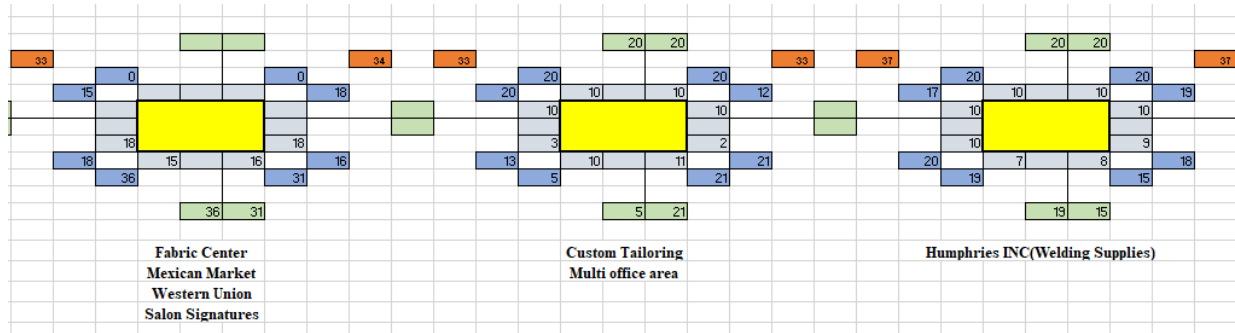 20 20 20 20
33 34 33 33 37 37
0 0 20 20 20 20
15 18 20 10 10 12 17 10 10 19
10 10 10 10
18 18 3 2 10 9
18 15 16 16 13 10 11 21 20 7 8 18
36 31 5 21 19 15
36 31 5 21 19 15
Fabric Center Custom Tailoring Humphries INC(Welding Supplies)
Mexican Market Multi office area
Western Union
Salon Signatures